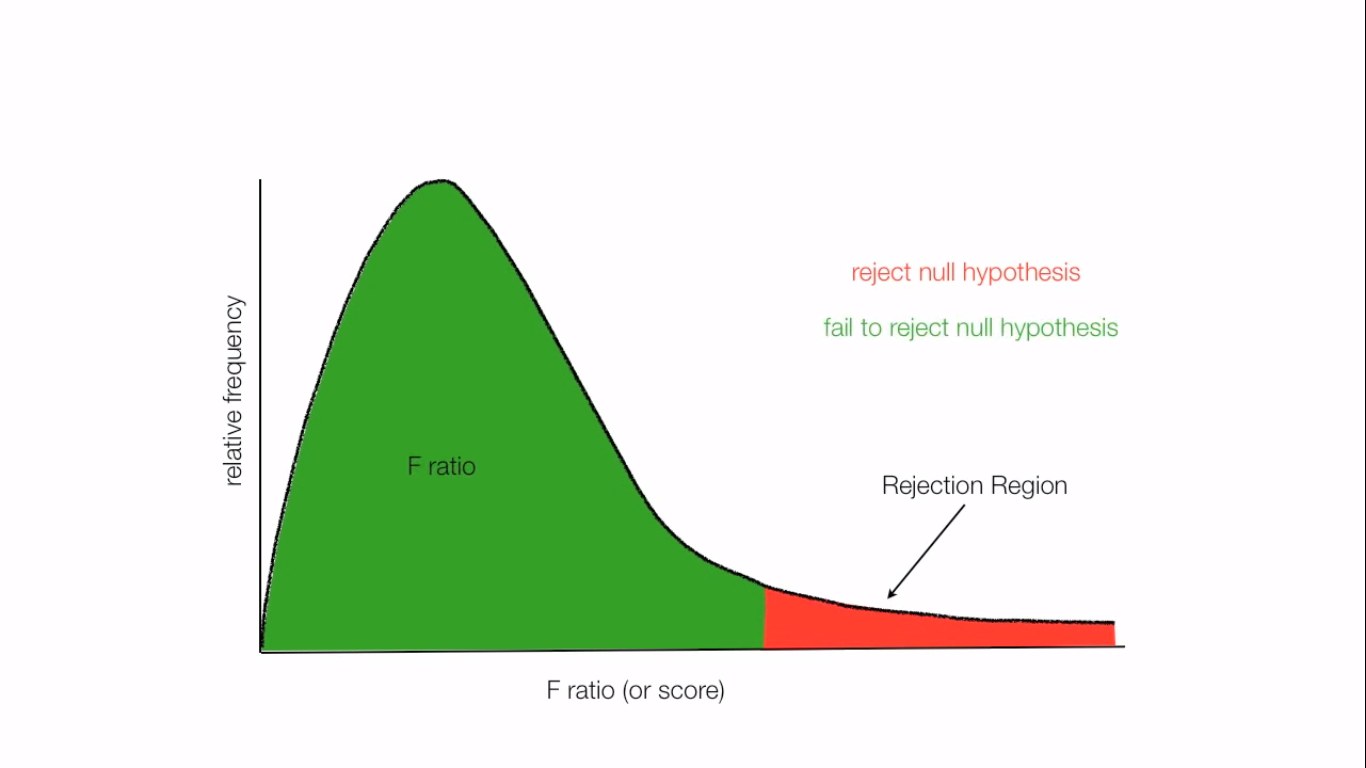 reject null hypothesis
fail to reject null hypothesis
relative frequency
F ratio
Rejection Region
F ratio (or score)